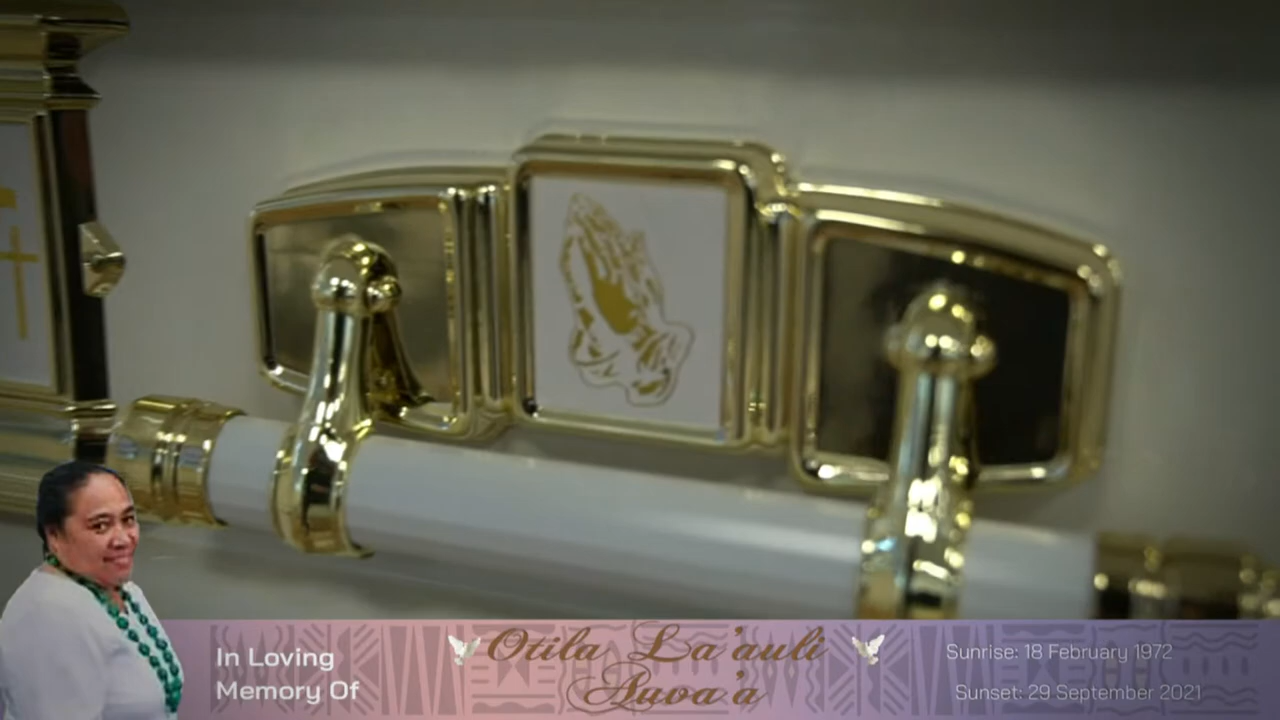 In Loving
Memory Of
Otila La'auli
Auva'a
Sunrise: 18 February 1972
Sunset: 29 September 2021